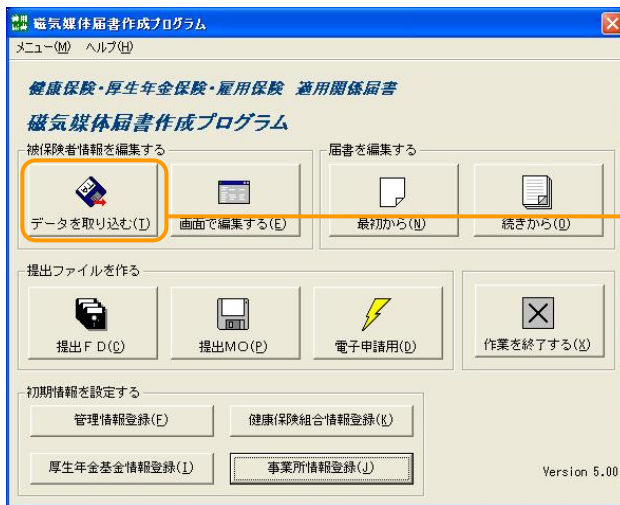 磁気媒体届書作成プログラム
メニュー(M) ヘルプ(H)
健康保険・厚生年金保険・雇用保険 適用関係届書
磁気媒体届書作成プログラム
被保険者情報を編集する
届書を編集する
データを取り込む(T)
画面で編集する(E)
最初から(N)
続きから(O)
提出ファイルを作る
提出FD(C)
提出MO(P)
電子申請用(D)
作業を終了する(X)
初期情報を設定する
管理情報登録(F)
健康保険組合情報登録(K)
厚生年金基金情報登録(I)
事業所情報登録(J)
Version 5.00